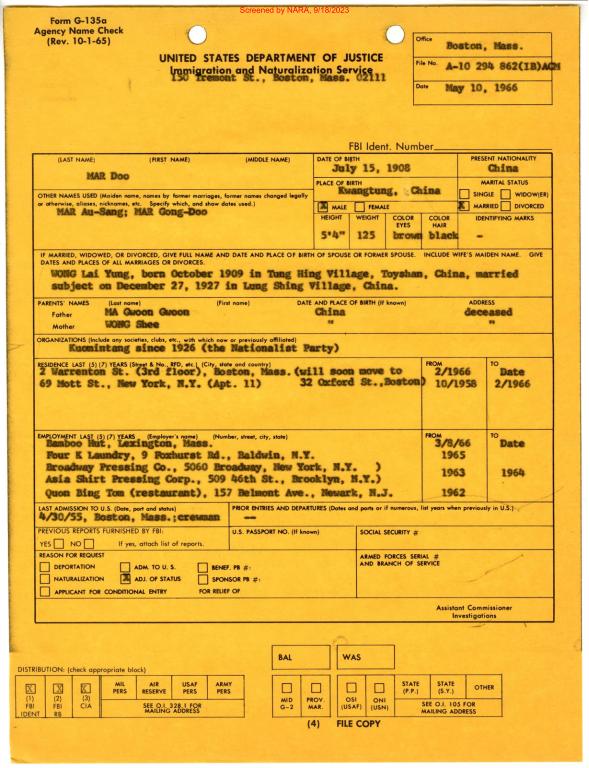 Screened by NARA, 9/18/2023
Form G-135a
Agency Name Check
(Rev. 10-1-65)
UNITED STATES DEPARTMENT OF JUSTICE
Immigration and Naturalization Service
150 Tremont St., Boston, Mass. 02111
Office Boston, Mass.
File No. A-10 294 862(IB)ACM
Date May 10, 1966
FBI Ident. Number
(LAST NAME) (FIRST NAME) (MIDDLE NAME)
MAR Doo
DATE OF BIRTH
July 15, 1908
PRESENT NATIONALITY
China
PLACE OF BIRTH
Kwangtung, China
MARITAL STATUS
SINGLE WIDOW(ER)
X MARRIED DIVORCED
OTHER NAMES USED (Maiden name, names by former marriages, former names changed legally
or otherwise, aliases, nicknames, etc. Specify which, and show dates used.)
MAR Au-Sang; MAR Gong-Doo
X MALE FEMALE
HEIGHT WEIGHT COLOR EYES COLOR HAIR IDENTIFYING MARKS
5'4" 125 brown black -
IF MARRIED, WIDOWED, OR DIVORCED, GIVE FULL NAME AND DATE AND PLACE OF BIRTH OF SPOUSE OR FORMER SPOUSE. INCLUDE WIFE'S MAIDEN NAME. GIVE
DATES AND PLACES OF ALL MARRIAGES OR DIVORCES.
WONG Lai Yung, born October 1909 in Tung Hing Village, Toyshan, China, married
subject on December 27, 1927 in Lung Shing Village, China.
PARENTS' NAMES (Last name) (First name) DATE AND PLACE OF BIRTH (If known) ADDRESS
Father MA Gwoon Gwoon China deceased
Mother WONG Shee " "
ORGANIZATIONS (Include any societies, clubs, etc., with which now or previously affiliated)
Kuomintang since 1926 (the Nationalist Party)
RESIDENCE LAST (5) (7) YEARS (Street & No., RFD, etc.) (City, state and country) FROM TO
2 Warrenton St. (3rd floor), Boston, Mass. (will soon move to 2/1966 Date
69 Mott St., New York, N.Y. (Apt. 11) 32 Oxford St.,Boston) 10/1958 2/1966
EMPLOYMENT LAST (5) (7) YEARS (Employer's name) (Number, street, city, state) FROM TO
Bamboo Hut, Lexington, Mass. 3/8/66 Date
Four K Laundry, 9 Foxhurst Rd., Baldwin, N.Y. 1965
Broadway Pressing Co., 5060 Broadway, New York, N.Y. )
Asia Shirt Pressing Corp., 509 46th St., Brooklyn, N.Y.) 1963 1964
Quon Bing Tom (restaurant), 157 Belmont Ave., Newark, N.J. 1962
LAST ADMISSION TO U.S. (Date, port and status)
4/30/55, Boston, Mass.;crewman
PRIOR ENTRIES AND DEPARTURES (Dates and ports or if numerous, list years when previously in U.S.)
--
PREVIOUS REPORTS FURNISHED BY FBI:
YES NO If yes, attach list of reports.
U.S. PASSPORT NO. (If known)
SOCIAL SECURITY #
REASON FOR REQUEST
DEPORTATION ADM. TO U. S. BENEF. PB #:
NATURALIZATION X ADJ. OF STATUS SPONSOR PB #:
APPLICANT FOR CONDITIONAL ENTRY FOR RELIEF OF
ARMED FORCES SERIAL #
AND BRANCH OF SERVICE
Assistant Commissioner
Investigations
BAL WAS
DISTRIBUTION: (check appropriate block)
X X X
(1) (2) (3)
FBI FBI CIA
IDENT RB
MIL PERS AIR RESERVE USAF PERS ARMY PERS
SEE O.I. 328.1 FOR
MAILING ADDRESS
MID G-2 PROV. MAR.
OSI (USAF) ONI (USN) STATE (P.P.) STATE (S.Y.) OTHER
SEE O.I. 105 FOR
MAILING ADDRESS
(4) FILE COPY